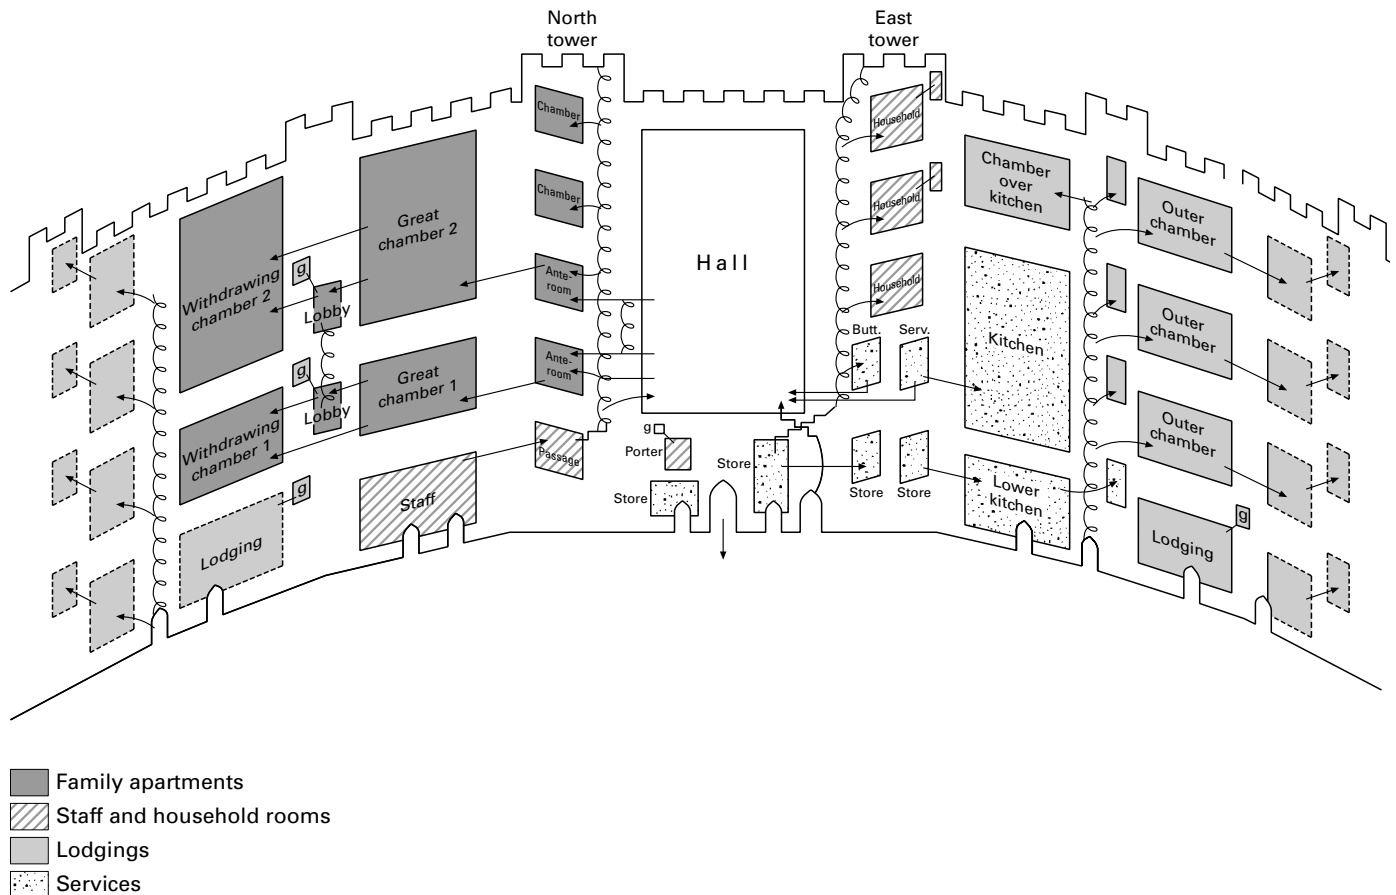 North
tower
East
tower
Chamber
Household
Chamber
over
kitchen
Great
chamber 2
Chamber
Household
Outer
chamber
Hall
Withdrawing
chamber 2
g
Lobby
Ante-
room
Household
Butt.
Serv.
Kitchen
Outer
chamber
g
Lobby
Great
chamber 1
Ante-
room
Withdrawing
chamber 1
Outer
chamber
g
Porter
Passage
Store
Store
Store
Store
g
Staff
Lower
kitchen
Lodging
g
Lodging
Family apartments
Staff and household rooms
Lodgings
Services